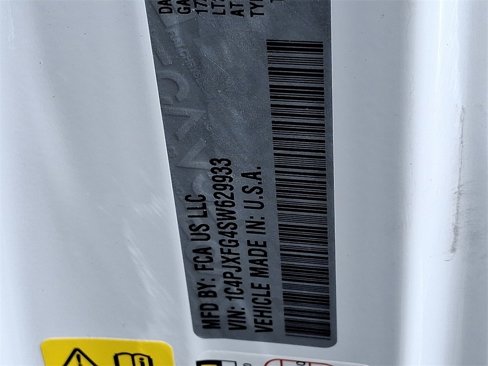 MFD BY: FCA US LLC
VIN: 1C4PJXFG4SW629933
VEHICLE MADE IN: U.S.A.